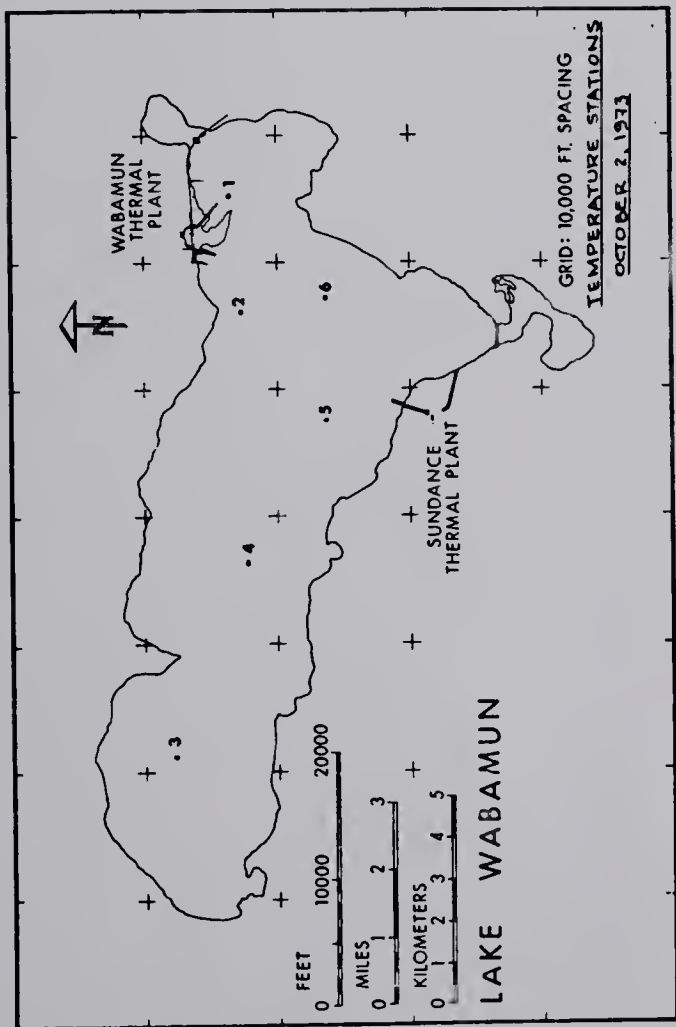 WABAMUN
THERMAL
PLANT
N
1
2
3
4
5
6
SUNDANCE
THERMAL PLANT
FEET
0 10000 20000
MILES
0 1 2 3
KILOMETERS
0 1 2 3 4 5
LAKE WABAMUN
GRID: 10,000 FT. SPACING
TEMPERATURE STATIONS
OCTOBER 2, 1973